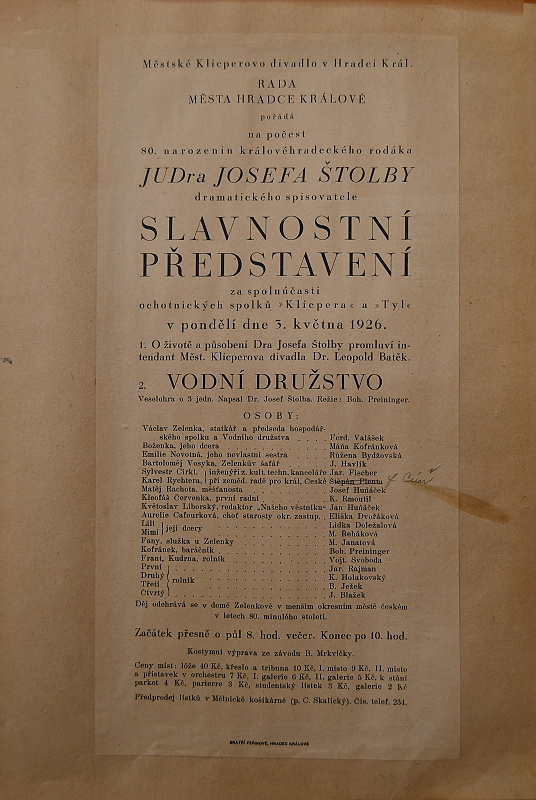 Městské Klicperovo divadlo v Hradci Král.
RADA
MĚSTA HRADCE KRÁLOVÉ
pořádá
na počest
80. narozenin královéhradeckého rodáka
JUDra JOSEFA ŠTOLBY
dramatického spisovatele
SLAVNOSTNÍ
PŘEDSTAVENÍ
za spoluúčasti
ochotnických spolků »Klicpera« a »Tyl«
v pondělí dne 3. května 1926.
1. O životě a působení Dra Josefa Štolby promluví in-
tendant Měst. Klicperova divadla Dr. Leopold Batěk.
2. VODNÍ DRUŽSTVO
Veselohra o 3 jedn. Napsal Dr. Josef Štolba. Režie: Boh. Preininger.
OSOBY:
Václav Zelenka, statkář a předseda hospodář-
ského spolku a Vodního družstva . . . . Ferd. Valášek
Boženka, jeho dcera . . . . Máňa Kofránková
Emilie Novotná, jeho nevlastní sestra . . . . Růžena Bydžovská
Bartoloměj Vosyka, Zelenkův šafář . . . . J. Havlík
Sylvestr Cirkl, inženýři z kult. techn. kanceláře Jar. Fischer
Karel Rychtera, při zeměd. radě pro král. České Štěpán
Matěj Rachota, měšťanosta . . . . Josef Huňáček
Kleofáš Červenka, první radní . . . . K. Rmoutil
Květoslav Liborský, redaktor „Našeho věstníku" Jan Huňáček
Aurelie Cafourková, choť starosty okr. zastup. . Eliška Dvořáková
Lili její dcery . . . . Lidka Doležalová
Mimi . . . . M. Řeháková
Fany, služka u Zelenky . . . . M. Janatová
Kofránek, baráčník . . . . Boh. Preininger
Frant. Kudrna, rolník . . . . Vojt. Svoboda
První . . . . Jar. Rajman
Druhý rolník . . . . K. Holakovský
Třetí . . . . B. Ježek
Čtvrtý . . . . J. Blažek
Děj odehrává se v domě Zelenkově v menším okresním městě českém
v letech 80. minulého století.
Začátek přesně o půl 8. hod. večer. Konec po 10. hod.
Kostymní výprava ze závodu B. Mrkvičky.
Ceny míst: lóže 40 Kč, křeslo a tribuna 10 Kč, I. místo 9 Kč, II. místo
a přístavek v orchestru 7 Kč, I. galerie 6 Kč, II. galerie 5 Kč, k stání
parket 4 Kč, parterre 3 Kč, studentský lístek 3 Kč, galerie 2 Kč
Předprodej lístků v Mělnické košíkárně (p. C. Skalický). Čís. telef. 234.
BRATŘÍ PEŘINOVÉ, HRADEC KRÁLOVÉ